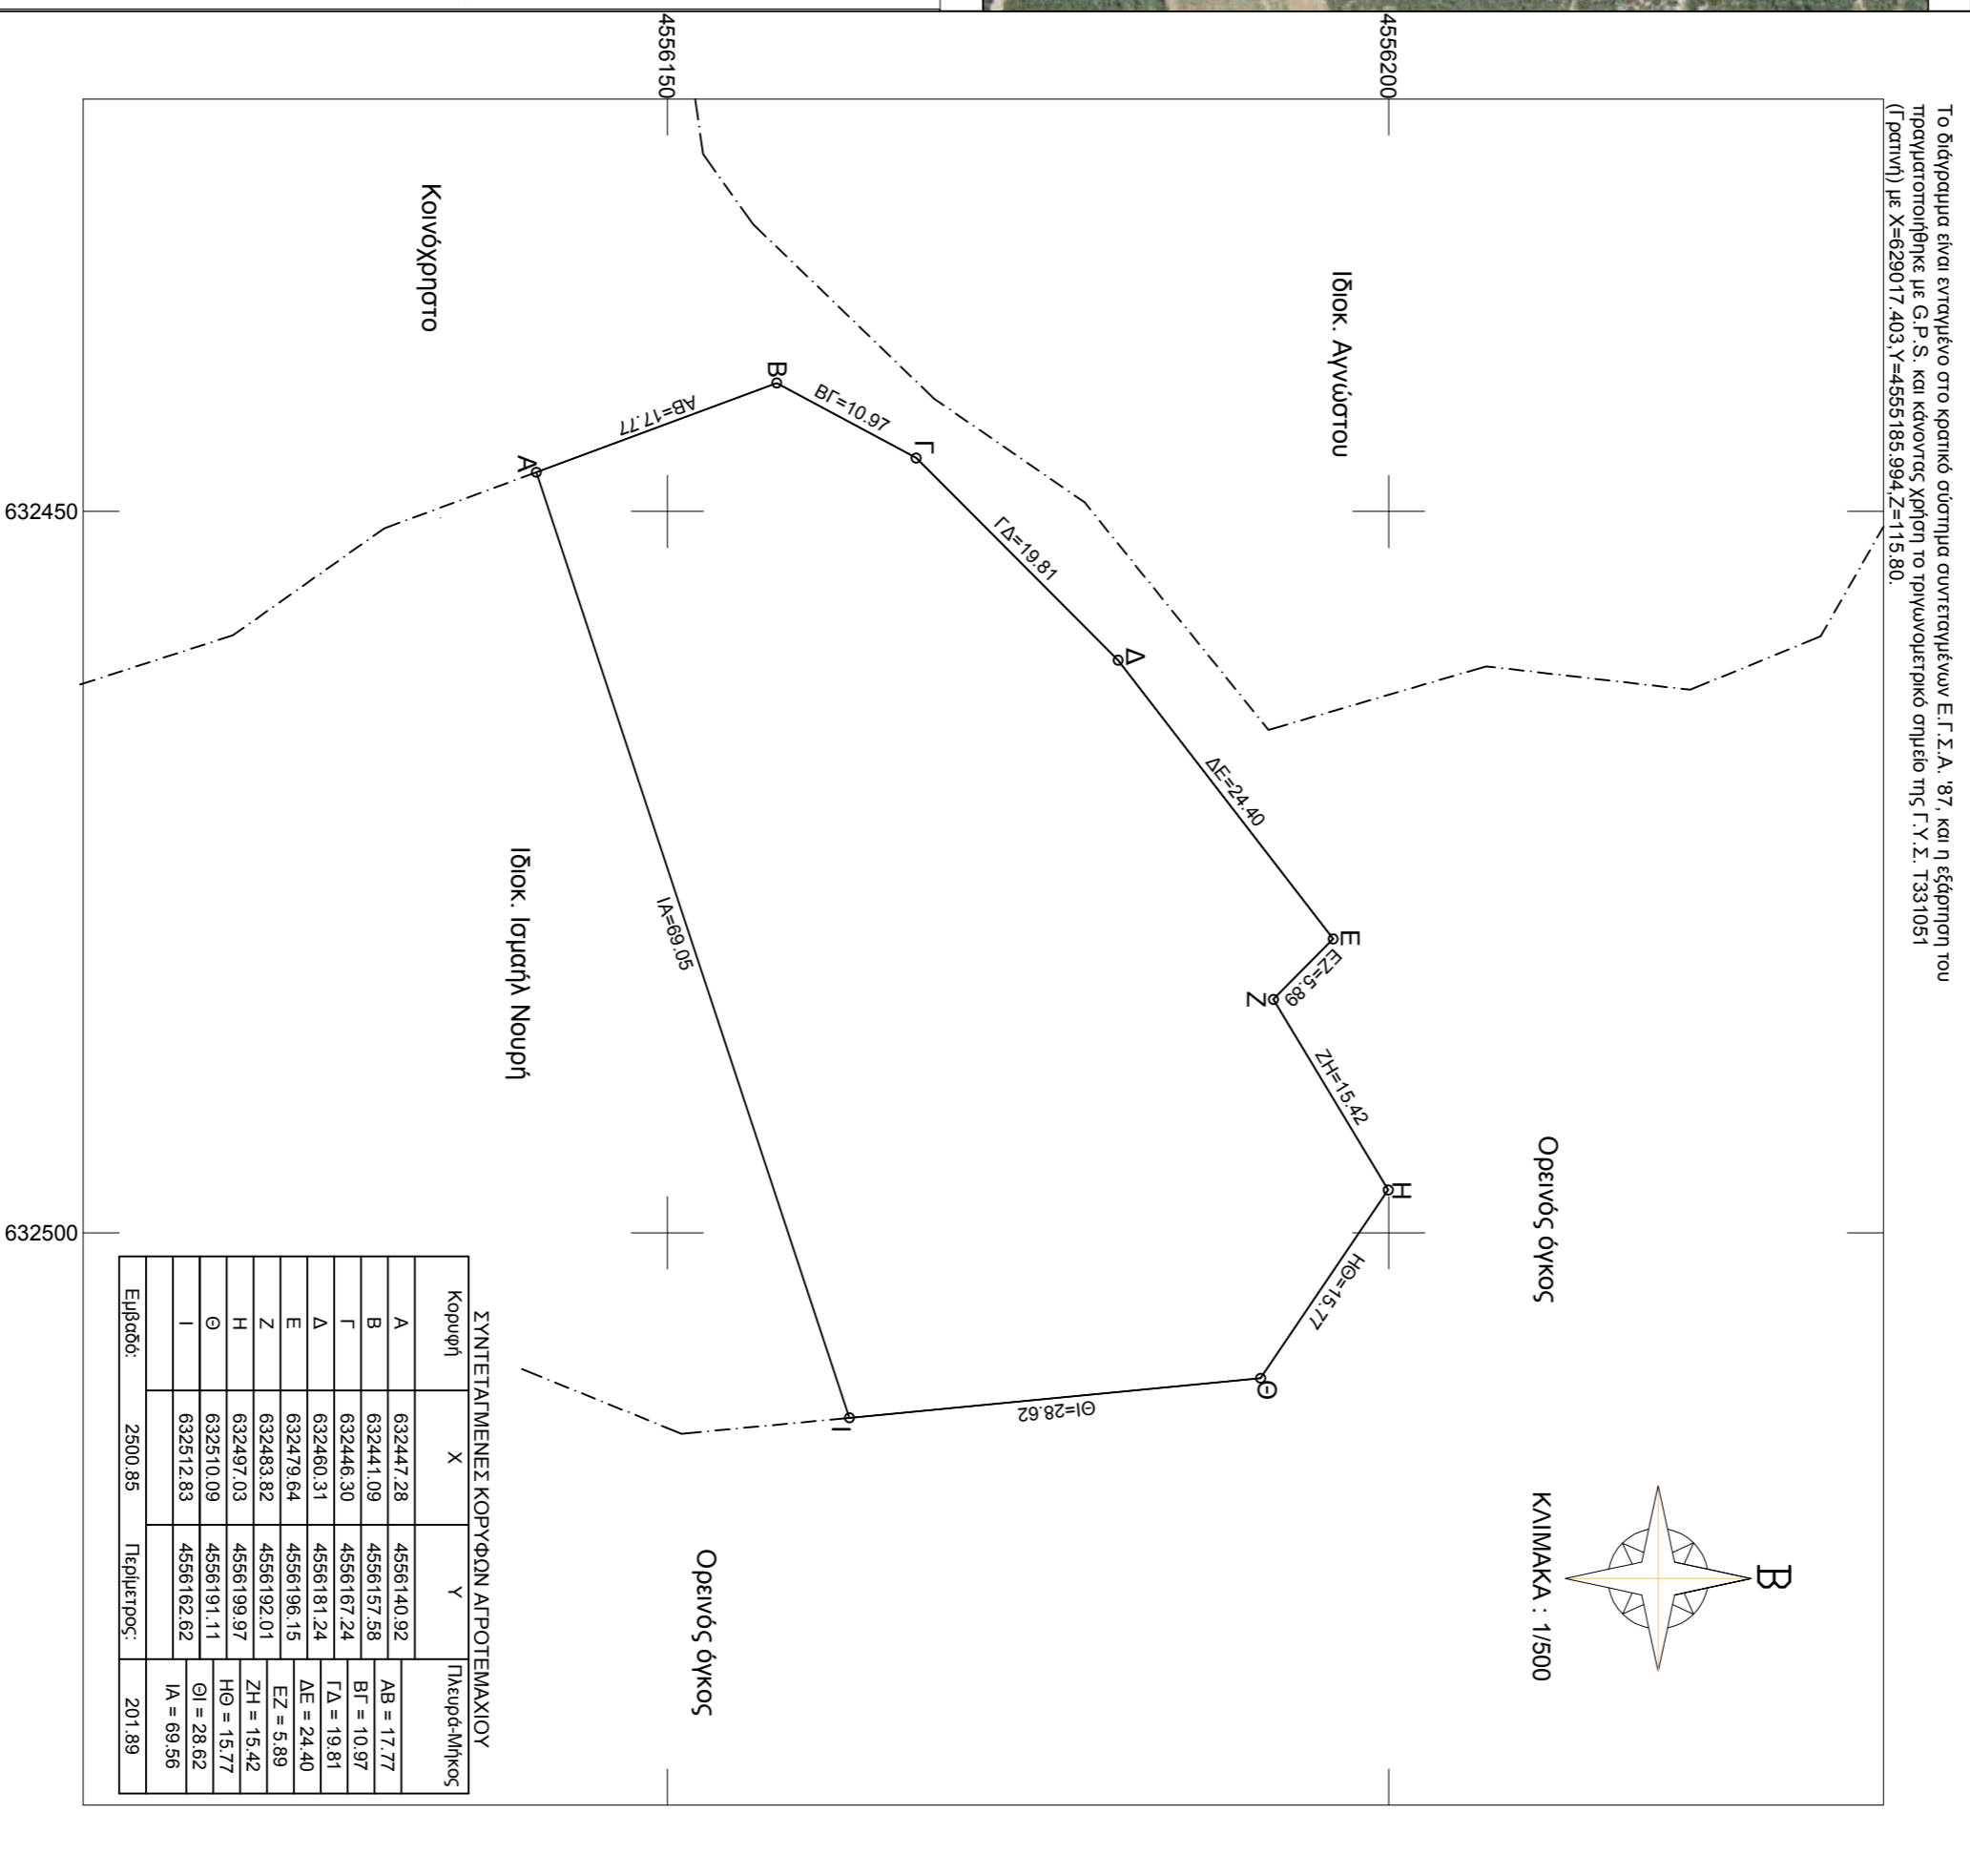 Το διάγραμμα είναι ενταγμένο στο κρατικό σύστημα συντεταγμένων Ε.Γ.Σ.Α. '87, και η εξάρτηση του
πραγματοποιήθηκε με G.P.S. και κάνοντας χρήση το τριγωνομετρικό σημείο της Γ.Υ.Σ. Τ331051
(Γρατινή) με Χ=629017.403,Υ=4555185.994,Ζ=115.80.
4556200
4556150
632450
632500
Β
ΚΛΙΜΑΚΑ : 1/500
Ιδιοκ. Αγνώστου
Ορεινός όγκος
Κοινόχρηστο
Ιδιοκ. Ισμαήλ Νουρή
Ορεινός όγκος
Α
ΑΒ=17.77
Β
ΒΓ=10.97
Γ
ΓΔ=19.81
Δ
ΔΕ=24.40
Ε
ΕΖ=5.89
Ζ
ΖΗ=15.42
Η
ΗΘ=15.77
Θ
ΘΙ=28.62
Ι
ΙΑ=69.05
ΣΥΝΤΕΤΑΓΜΕΝΕΣ ΚΟΡΥΦΩΝ ΑΓΡΟΤΕΜΑΧΙΟΥ
Κορυφή Χ Υ Πλευρά-Μήκος
Α 632447.28 4556140.92
ΑΒ = 17.77
Β 632441.09 4556157.58
ΒΓ = 10.97
Γ 632446.30 4556167.24
ΓΔ = 19.81
Δ 632460.31 4556181.24
ΔΕ = 24.40
Ε 632479.64 4556196.15
ΕΖ = 5.89
Ζ 632483.82 4556192.01
ΖΗ = 15.42
Η 632497.03 4556199.97
ΗΘ = 15.77
Θ 632510.09 4556191.11
ΘΙ = 28.62
Ι 632512.83 4556162.62
ΙΑ = 69.56
Εμβαδό: 2500.85 Περίμετρος: 201.89